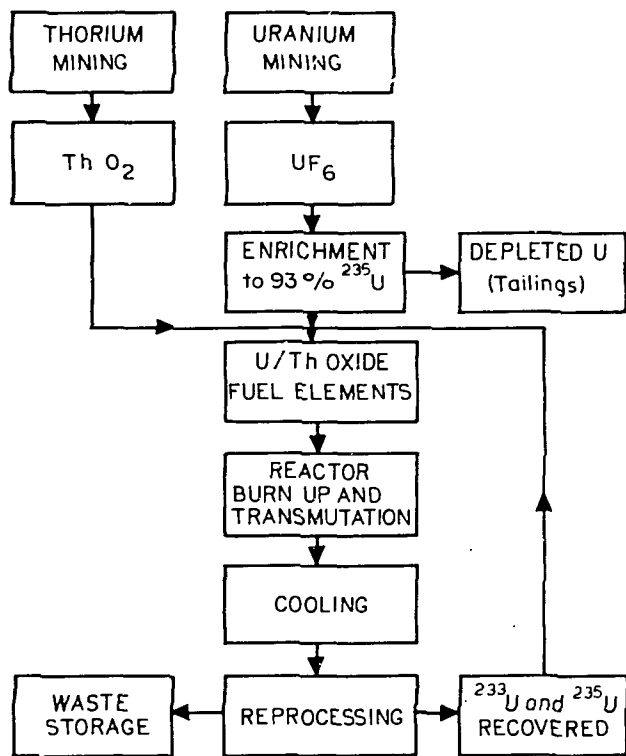 THORIUM
MINING
URANIUM
MINING
Th O₂
UF₆
ENRICHMENT
to 93 % ²³⁵U
DEPLETED U
(Tailings)
U/Th OXIDE
FUEL ELEMENTS
REACTOR
BURN UP AND
TRANSMUTATION
COOLING
WASTE
STORAGE
REPROCESSING
²³³U and ²³⁵U
RECOVERED